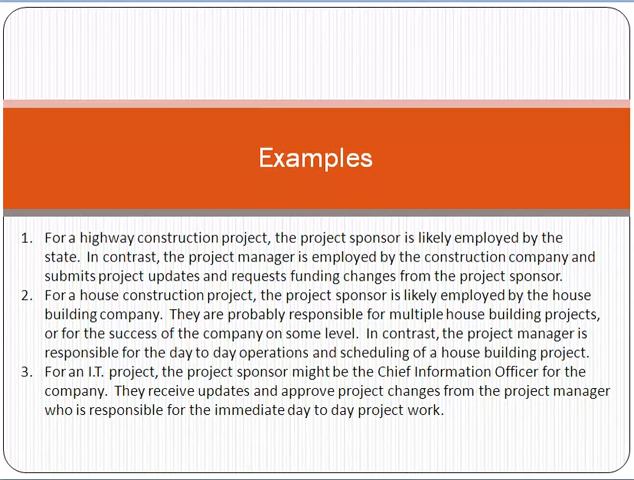 Examples
1. For a highway construction project, the project sponsor is likely employed by the
state. In contrast, the project manager is employed by the construction company and
submits project updates and requests funding changes from the project sponsor.
2. For a house construction project, the project sponsor is likely employed by the house
building company. They are probably responsible for multiple house building projects,
or for the success of the company on some level. In contrast, the project manager is
responsible for the day to day operations and scheduling of a house building project.
3. For an I.T. project, the project sponsor might be the Chief Information Officer for the
company. They receive updates and approve project changes from the project manager
who is responsible for the immediate day to day project work.